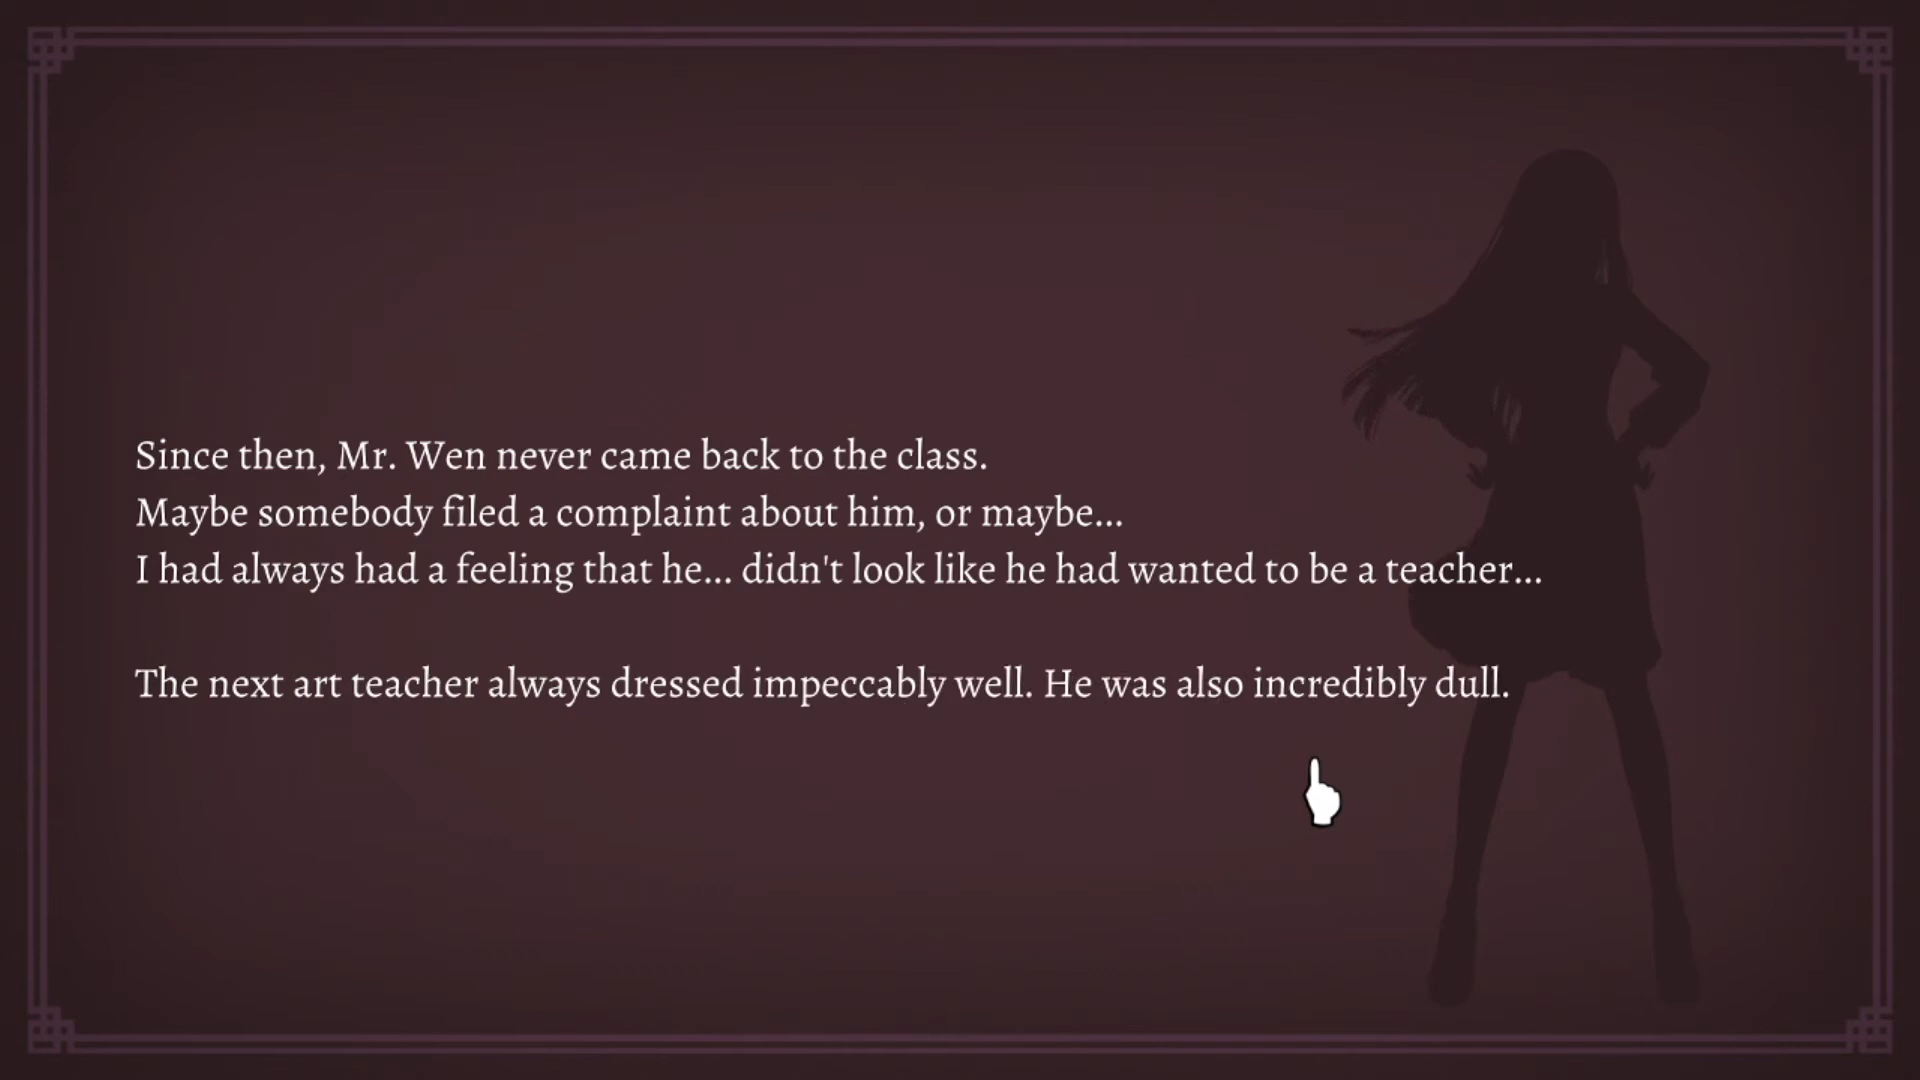 Since then, Mr. Wen never came back to the class.
Maybe somebody filed a complaint about him, or maybe...
I had always had a feeling that he... didn't look like he had wanted to be a teacher...
The next art teacher always dressed impeccably well. He was also incredibly dull.